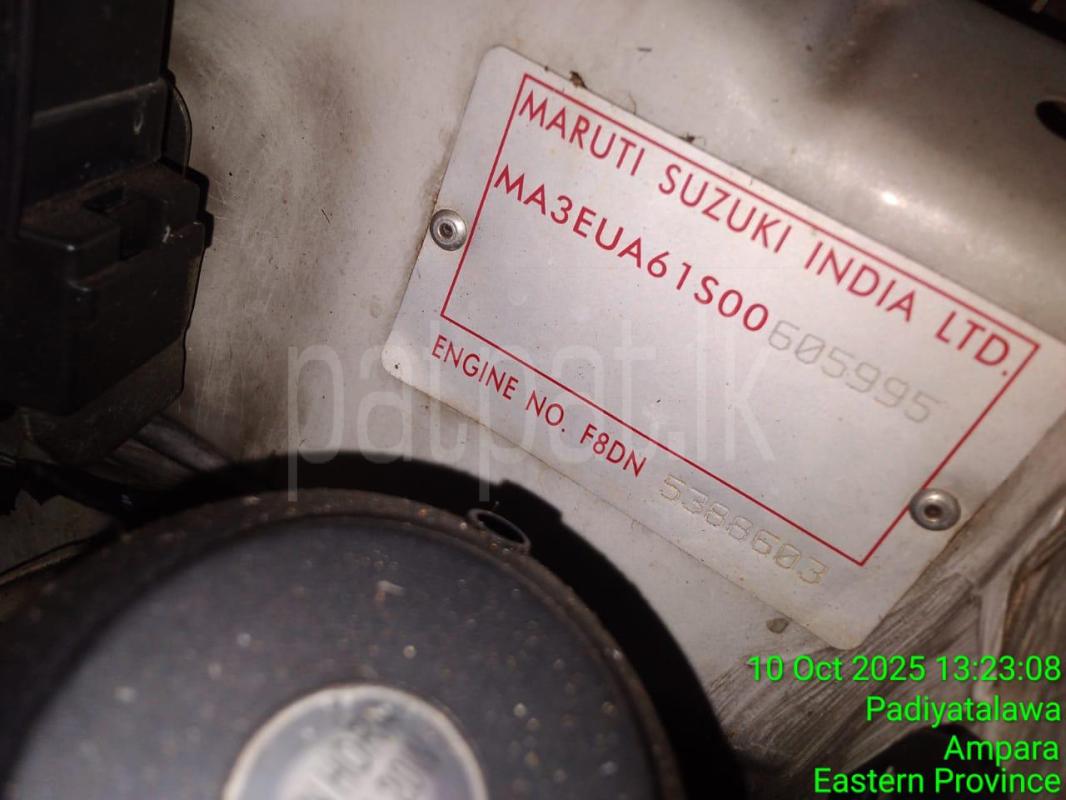 MARUTI SUZUKI INDIA LTD.
MA3EUA61S00605995
ENGINE NO. F8DN 5388603
patpat.lk
10 Oct 2025 13:23:08
Padiyatalawa
Ampara
Eastern Province